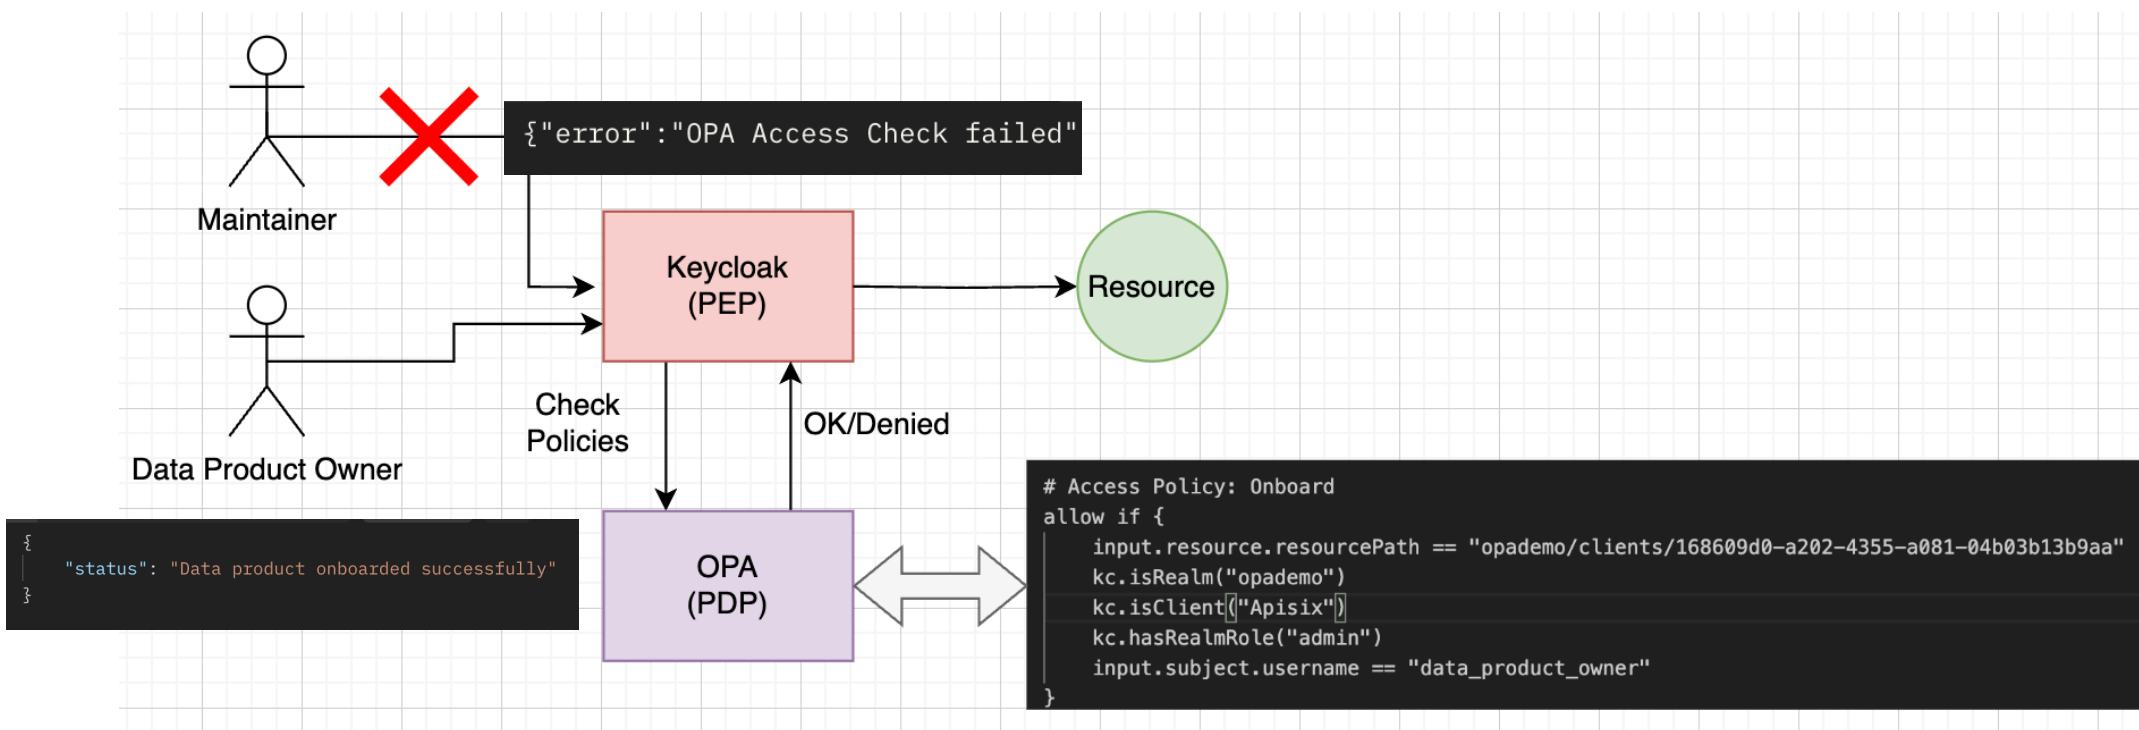 {"error":"OPA Access Check failed"
Maintainer
Keycloak
(PEP)
Resource
Check
Policies
OK/Denied
Data Product Owner
{
"status": "Data product onboarded successfully"
}
OPA
(PDP)
# Access Policy: Onboard
allow if {
input.resource.resourcePath == "opademo/clients/168609d0-a202-4355-a081-04b03b13b9aa"
kc.isRealm("opademo")
kc.isClient("Apisix")
kc.hasRealmRole("admin")
input.subject.username == "data_product_owner"
}